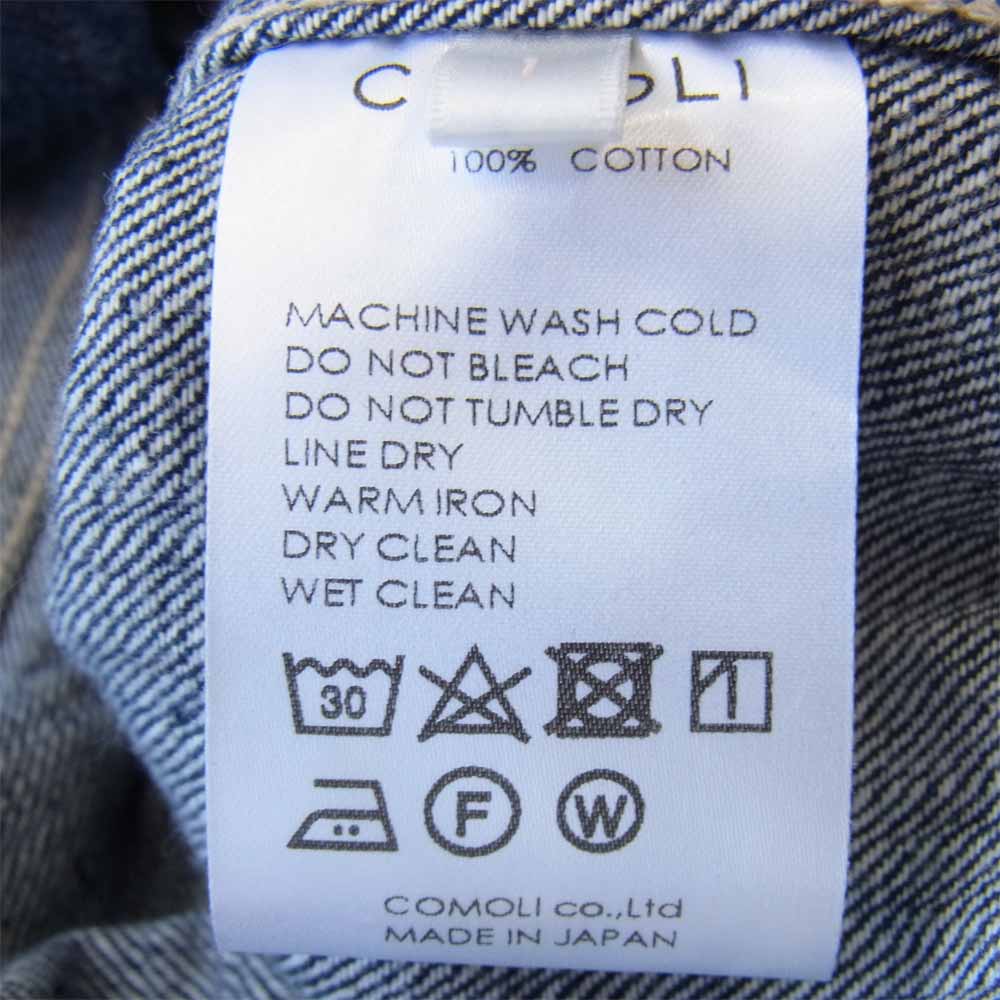 100% COTTON
MACHINE WASH COLD
DO NOT BLEACH
DO NOT TUMBLE DRY
LINE DRY
WARM IRON
DRY CLEAN
WET CLEAN
30
F W
COMOLI co.,Ltd
MADE IN JAPAN